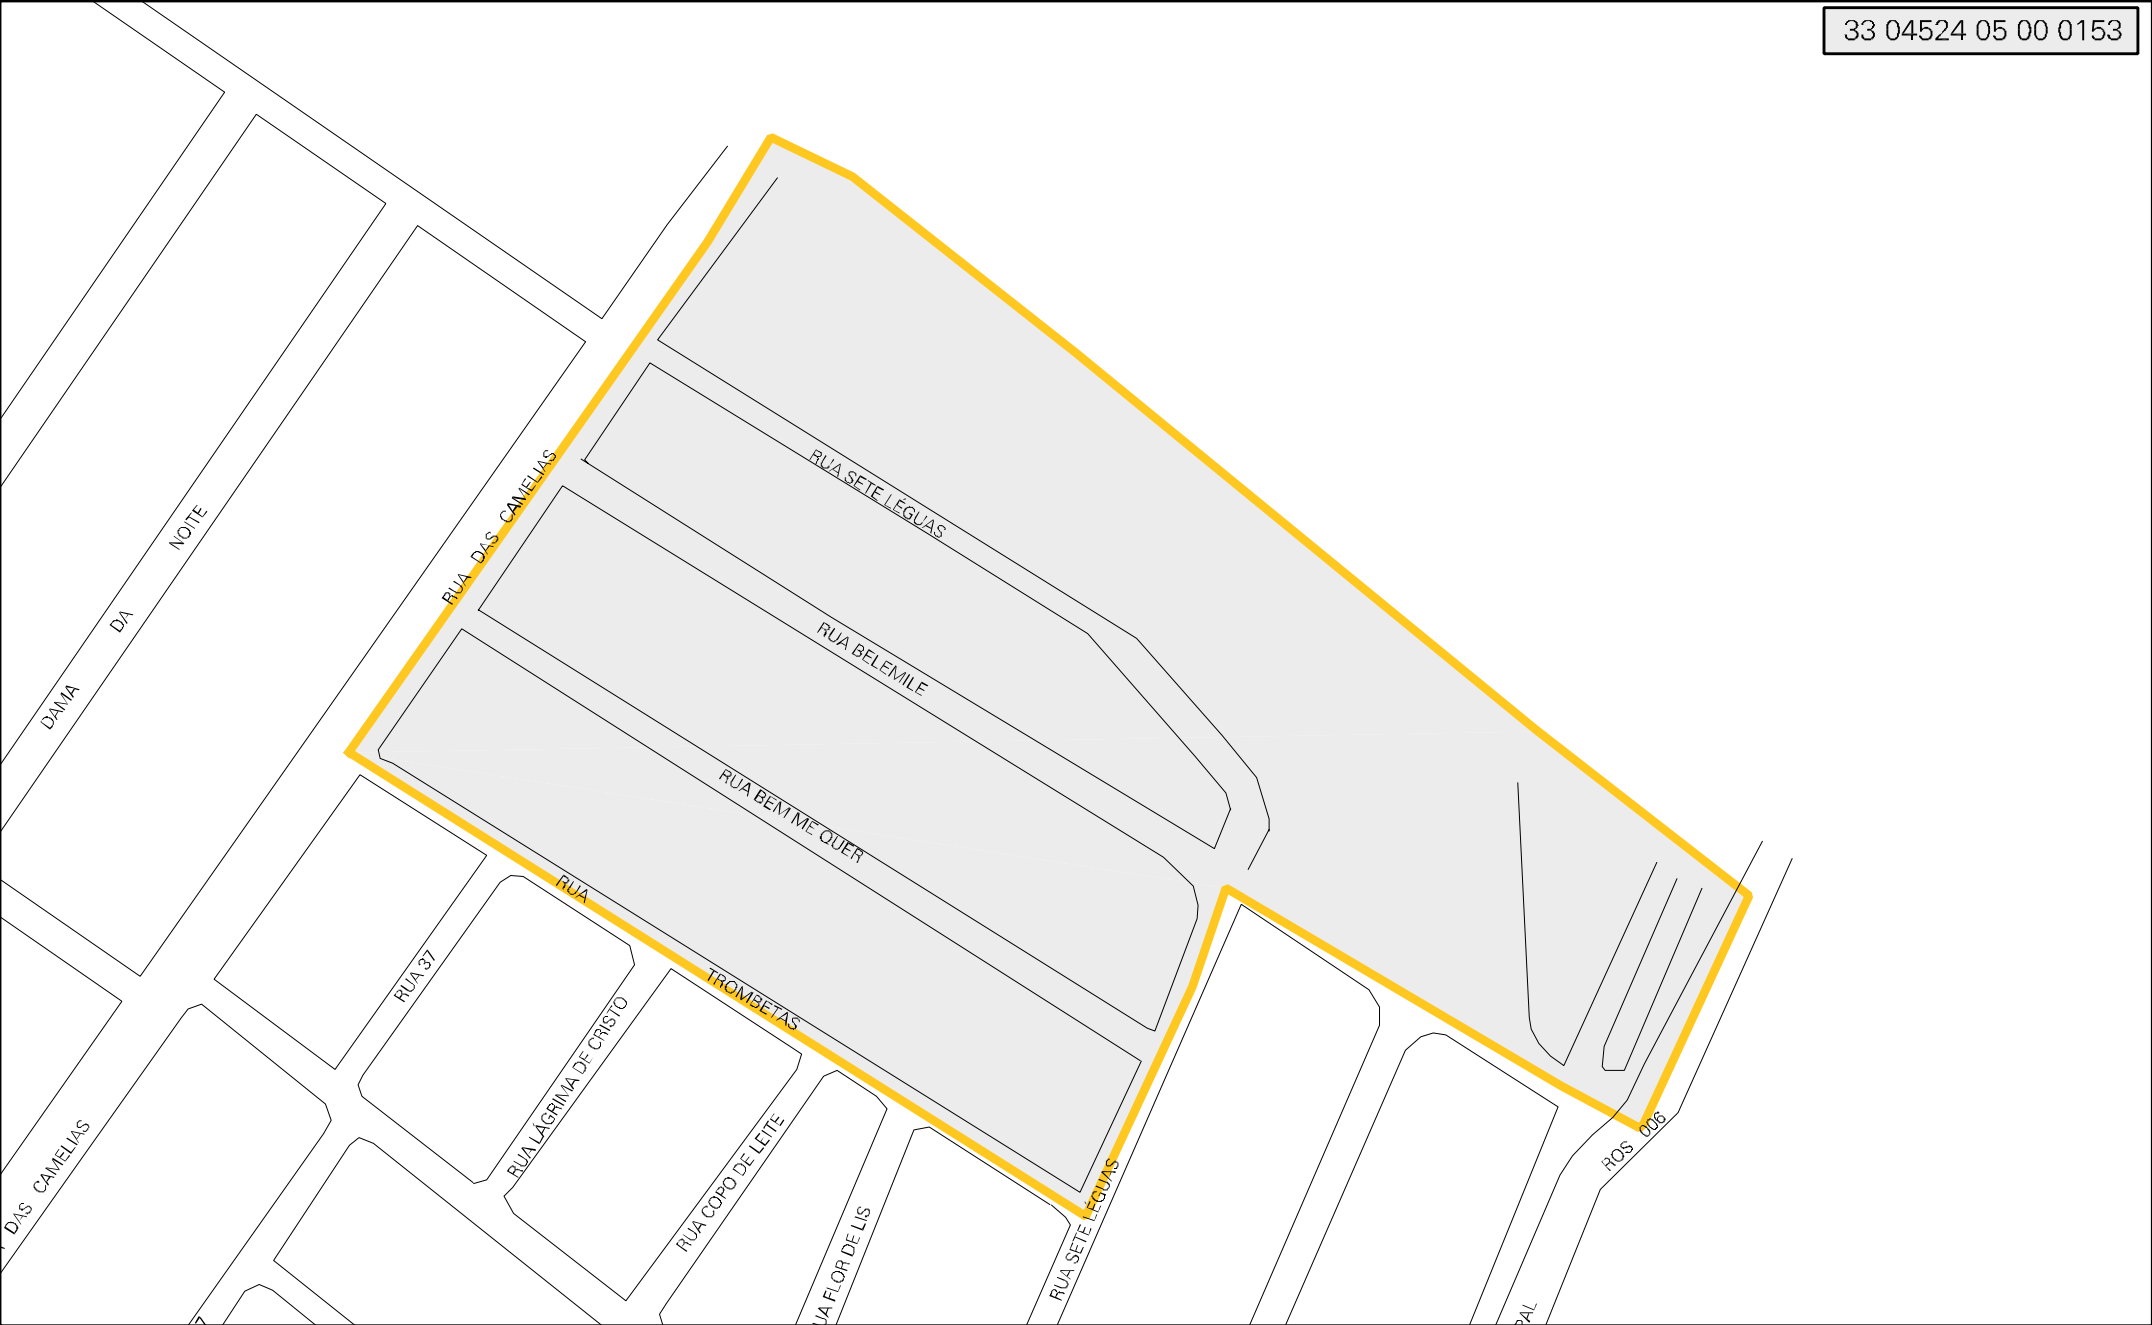 33 04524 05 00 0153
RUA DAS CAMELIAS
RUA SETE LÉGUAS
DAMA DA NOITE
RUA BELEMILE
RUA BEM ME QUER
RUA TROMBETAS
RUA 37
RUA LÁGRIMA DE CRISTO
RUA COPO DE LEITE
UA FLOR DE LIS
RUA SETE LÉGUAS
ROS 006
DAS CAMELIAS
PAL
7